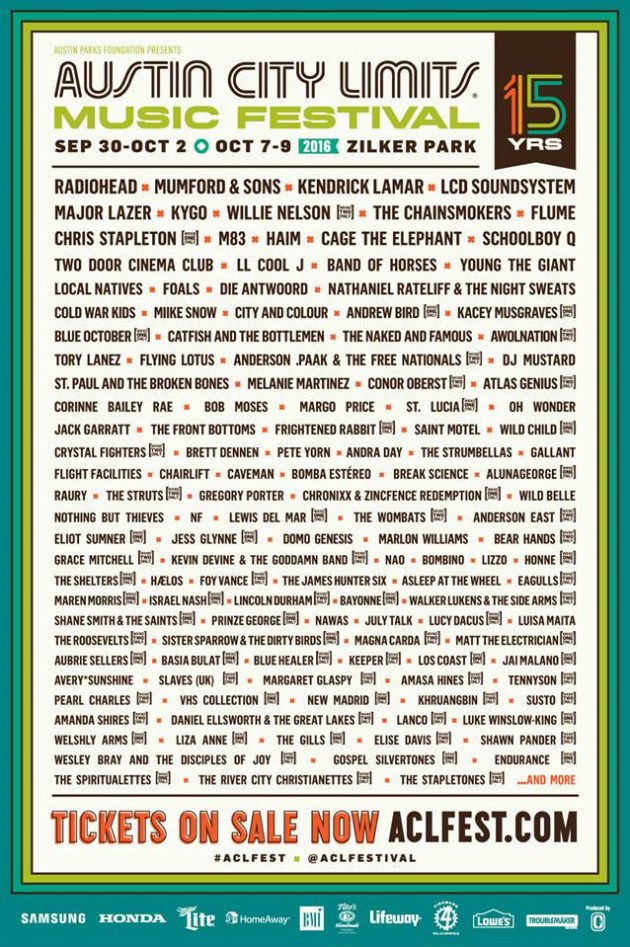 AUSTIN PARKS FOUNDATION PRESENTS
AUSTIN CITY LIMITS
MUSIC FESTIVAL
15
YRS
SEP 30-OCT 2 OCT 7-9 2016 ZILKER PARK
RADIOHEAD * MUMFORD & SONS * KENDRICK LAMAR * LCD SOUNDSYSTEM
MAJOR LAZER * KYGO * WILLIE NELSON * THE CHAINSMOKERS * FLUME
CHRIS STAPLETON * M83 * HAIM * CAGE THE ELEPHANT * SCHOOLBOY Q
TWO DOOR CINEMA CLUB * LL COOL J * BAND OF HORSES * YOUNG THE GIANT
LOCAL NATIVES * FOALS * DIE ANTWOORD * NATHANIEL RATELIFF & THE NIGHT SWEATS
COLD WAR KIDS * MIIKE SNOW * CITY AND COLOUR * ANDREW BIRD * KACEY MUSGRAVES
BLUE OCTOBER * CATFISH AND THE BOTTLEMEN * THE NAKED AND FAMOUS * AWOLNATION
TORY LANEZ * FLYING LOTUS * ANDERSON .PAAK & THE FREE NATIONALS * DJ MUSTARD
ST. PAUL AND THE BROKEN BONES * MELANIE MARTINEZ * CONOR OBERST * ATLAS GENIUS
CORINNE BAILEY RAE * BOB MOSES * MARGO PRICE * ST. LUCIA * OH WONDER
JACK GARRATT * THE FRONT BOTTOMS * FRIGHTENED RABBIT * SAINT MOTEL * WILD CHILD
CRYSTAL FIGHTERS * BRETT DENNEN * PETE YORN * ANDRA DAY * THE STRUMBELLAS * GALLANT
FLIGHT FACILITIES * CHAIRLIFT * CAVEMAN * BOMBA ESTÉREO * BREAK SCIENCE * ALUNAGEORGE
RAURY * THE STRUTS * GREGORY PORTER * CHRONIXX & ZINCFENCE REDEMPTION * WILD BELLE
NOTHING BUT THIEVES * NF * LEWIS DEL MAR * THE WOMBATS * ANDERSON EAST
ELIOT SUMNER * JESS GLYNNE * DOMO GENESIS * MARLON WILLIAMS * BEAR HANDS
GRACE MITCHELL * KEVIN DEVINE & THE GODDAMN BAND * NAO * BOMBINO * LIZZO * HONNE
THE SHELTERS * HÆLOS * FOY VANCE * THE JAMES HUNTER SIX * ASLEEP AT THE WHEEL * EAGULLS
MAREN MORRIS * ISRAEL NASH * LINCOLN DURHAM * BAYONNE * WALKER LUKENS & THE SIDE ARMS
SHANE SMITH & THE SAINTS * PRINZE GEORGE * NAWAS * JULY TALK * LUCY DACUS * LUISA MAITA
THE ROOSEVELTS * SISTER SPARROW & THE DIRTY BIRDS * MAGNA CARDA * MATT THE ELECTRICIAN
AUBRIE SELLERS * BASIA BULAT * BLUE HEALER * KEEPER * LOS COAST * JAI MALANO
AVERY*SUNSHINE * SLAVES (UK) * MARGARET GLASPY * AMASA HINES * TENNYSON
PEARL CHARLES * VHS COLLECTION * NEW MADRID * KHRUANGBIN * SUSTO
AMANDA SHIRES * DANIEL ELLSWORTH & THE GREAT LAKES * LANCO * LUKE WINSLOW-KING
WELSHLY ARMS * LIZA ANNE * THE GILLS * ELISE DAVIS * SHAWN PANDER
WESLEY BRAY AND THE DISCIPLES OF JOY * GOSPEL SILVERTONES * ENDURANCE
THE SPIRITUALETTES * THE RIVER CITY CHRISTIANETTES * THE STAPLETONES ...AND MORE
TICKETS ON SALE NOW ACLFEST.COM
#ACLFEST @ACLFESTIVAL
SAMSUNG HONDA Miller Lite HomeAway BMI Tito's Handmade Lifeway 4 LOWE'S TROUBLEMAKER Produced by C3